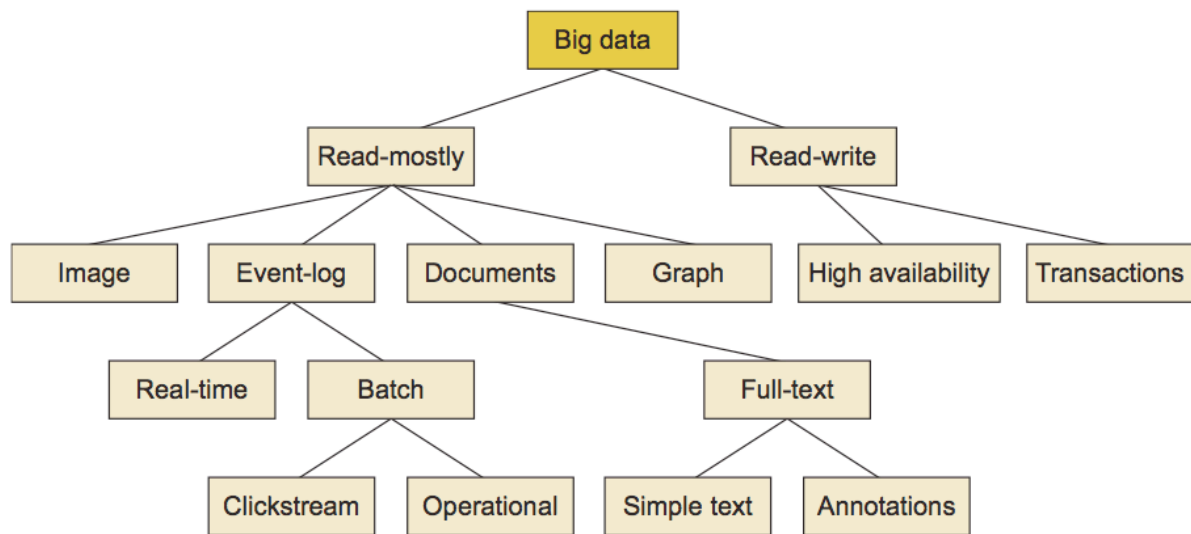 Big data
Read-mostly
Read-write
Image
Event-log
Documents
Graph
High availability
Transactions
Real-time
Batch
Full-text
Clickstream
Operational
Simple text
Annotations